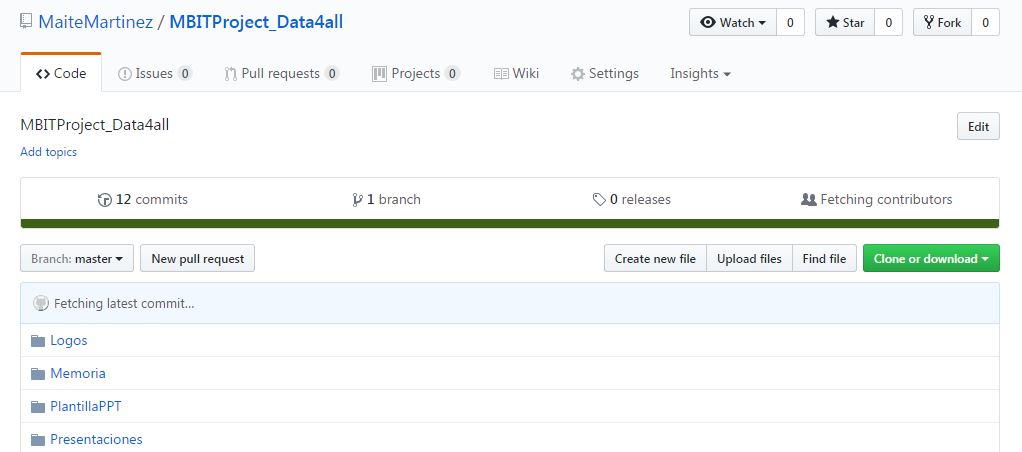 MaiteMartinez / MBITProject_Data4all
Watch 0 Star 0 Fork 0
Code Issues 0 Pull requests 0 Projects 0 Wiki Settings Insights
MBITProject_Data4all Edit
Add topics
12 commits 1 branch 0 releases Fetching contributors
Branch: master New pull request Create new file Upload files Find file Clone or download
Fetching latest commit...
Logos
Memoria
PlantillaPPT
Presentaciones